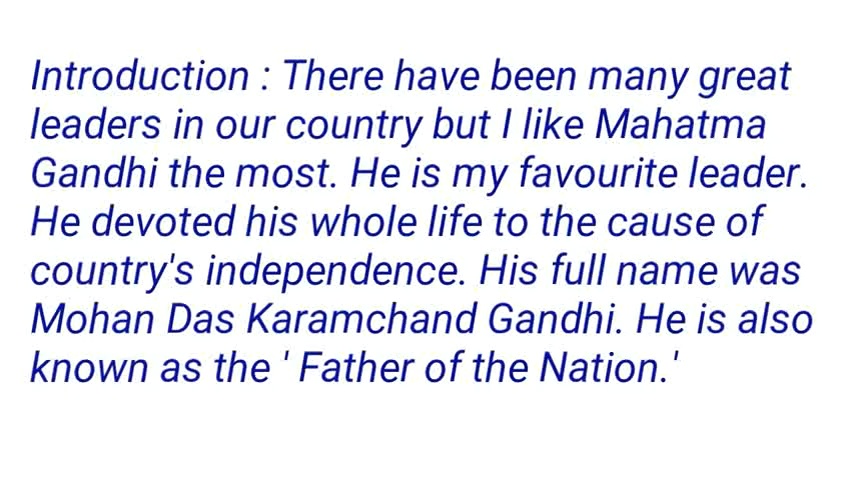 Introduction : There have been many great
leaders in our country but I like Mahatma
Gandhi the most. He is my favourite leader.
He devoted his whole life to the cause of
country's independence. His full name was
Mohan Das Karamchand Gandhi. He is also
known as the ' Father of the Nation.'